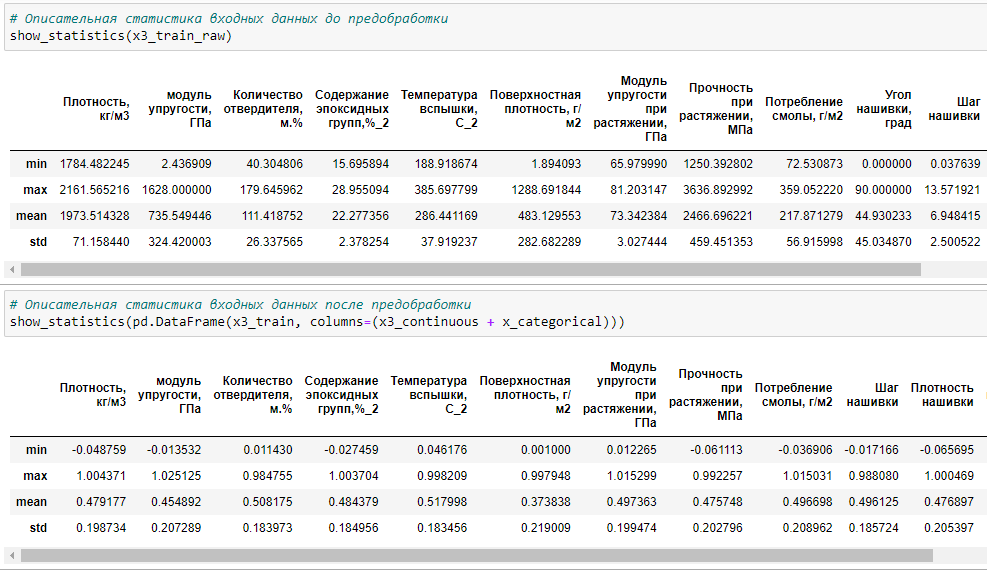 # Описательная статистика входных данных до предобработки
show_statistics(x3_train_raw)
Плотность, кг/м3 модуль упругости, ГПа Количество отвердителя, м.% Содержание эпоксидных групп,%_2 Температура вспышки, С_2 Поверхностная плотность, г/м2 Модуль упругости при растяжении, ГПа Прочность при растяжении, МПа Потребление смолы, г/м2 Угол нашивки, град Шаг нашивки
min 1784.482245 2.436909 40.304806 15.695894 188.918674 1.894093 65.979990 1250.392802 72.530873 0.000000 0.037639
max 2161.565216 1628.000000 179.645962 28.955094 385.697799 1288.691844 81.203147 3636.892992 359.052220 90.000000 13.571921
mean 1973.514328 735.549446 111.418752 22.277356 286.441169 483.129553 73.342384 2466.696221 217.871279 44.930233 6.948415
std 71.158440 324.420003 26.337565 2.378254 37.919237 282.682289 3.027444 459.451353 56.915998 45.034870 2.500522
# Описательная статистика входных данных после предобработки
show_statistics(pd.DataFrame(x3_train, columns=(x3_continuous + x_categorical)))
Плотность, кг/м3 модуль упругости, ГПа Количество отвердителя, м.% Содержание эпоксидных групп,%_2 Температура вспышки, С_2 Поверхностная плотность, г/м2 Модуль упругости при растяжении, ГПа Прочность при растяжении, МПа Потребление смолы, г/м2 Шаг нашивки Плотность нашивки
min -0.048759 -0.013532 0.011430 -0.027459 0.046176 0.001000 0.012265 -0.061113 -0.036906 -0.017166 -0.065695
max 1.004371 1.025125 0.984755 1.003704 0.998209 0.997948 1.015299 0.992257 1.015031 0.988080 1.000469
mean 0.479177 0.454892 0.508175 0.484379 0.517998 0.373838 0.497363 0.475748 0.496698 0.496125 0.476897
std 0.198734 0.207289 0.183973 0.184956 0.183456 0.219009 0.199474 0.202796 0.208962 0.185724 0.205397